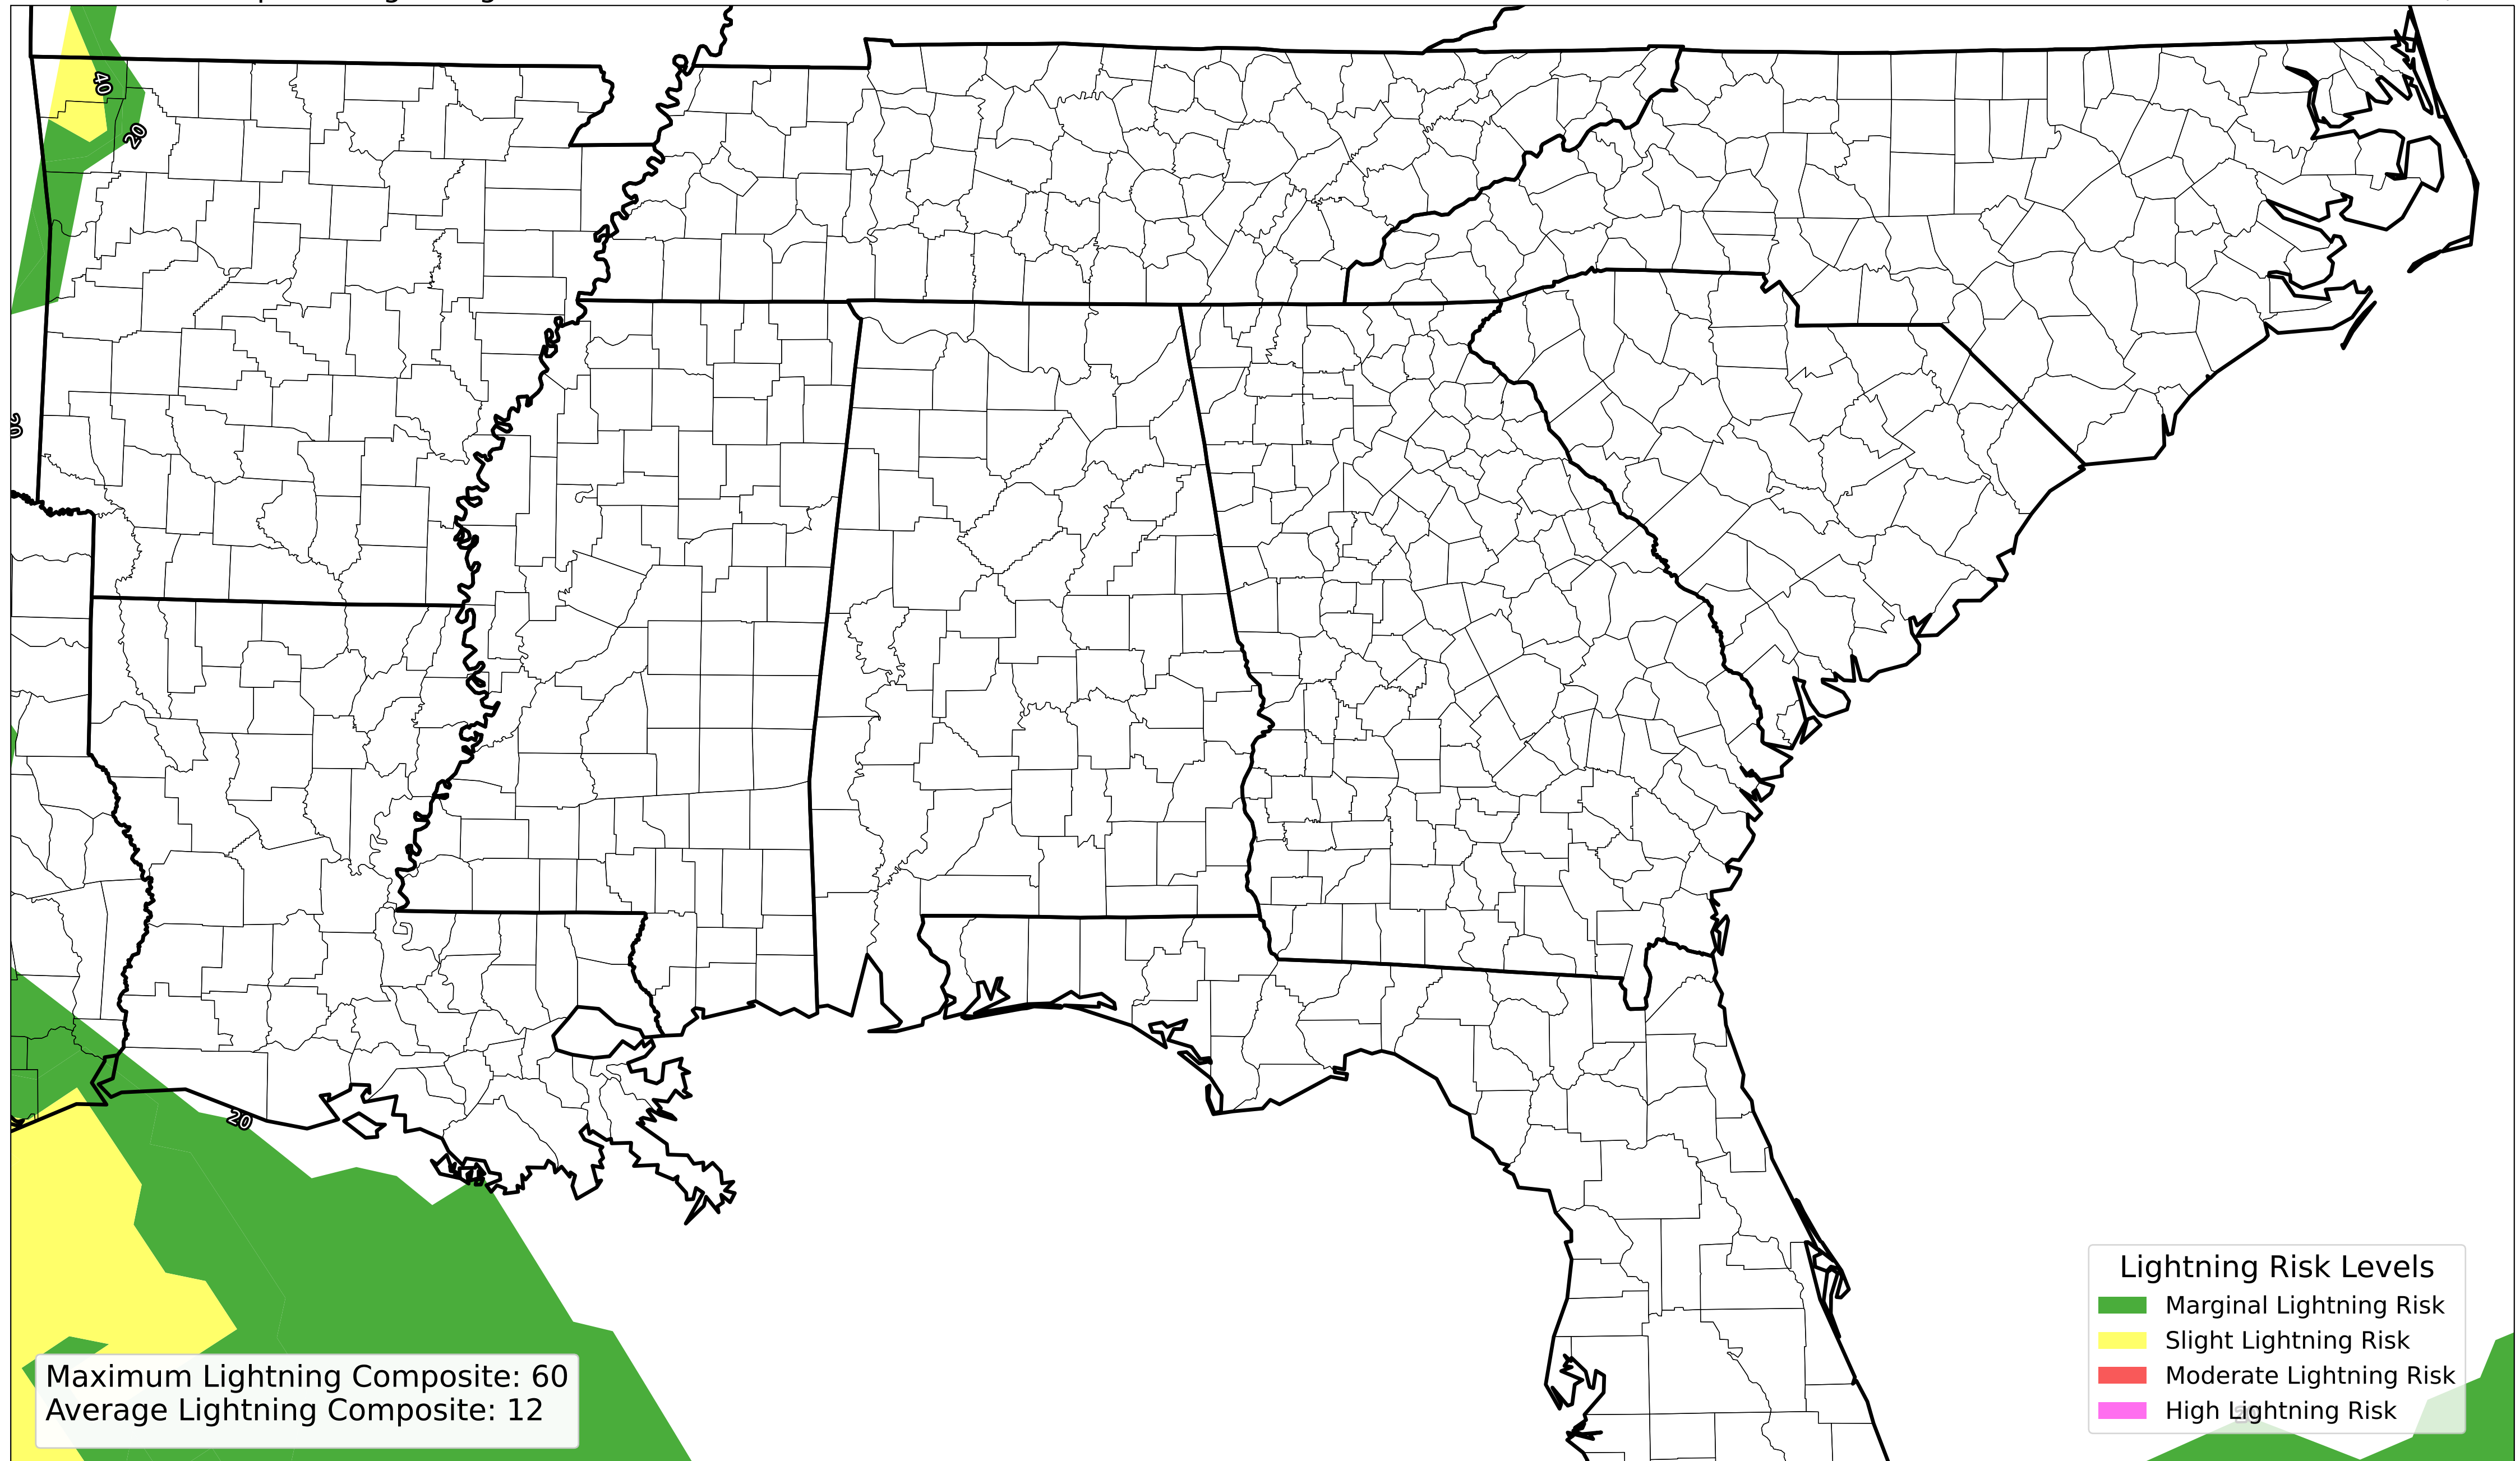 40
20
20
Maximum Lightning Composite: 60
Average Lightning Composite: 12
Lightning Risk Levels
Marginal Lightning Risk
Slight Lightning Risk
Moderate Lightning Risk
High Lightning Risk